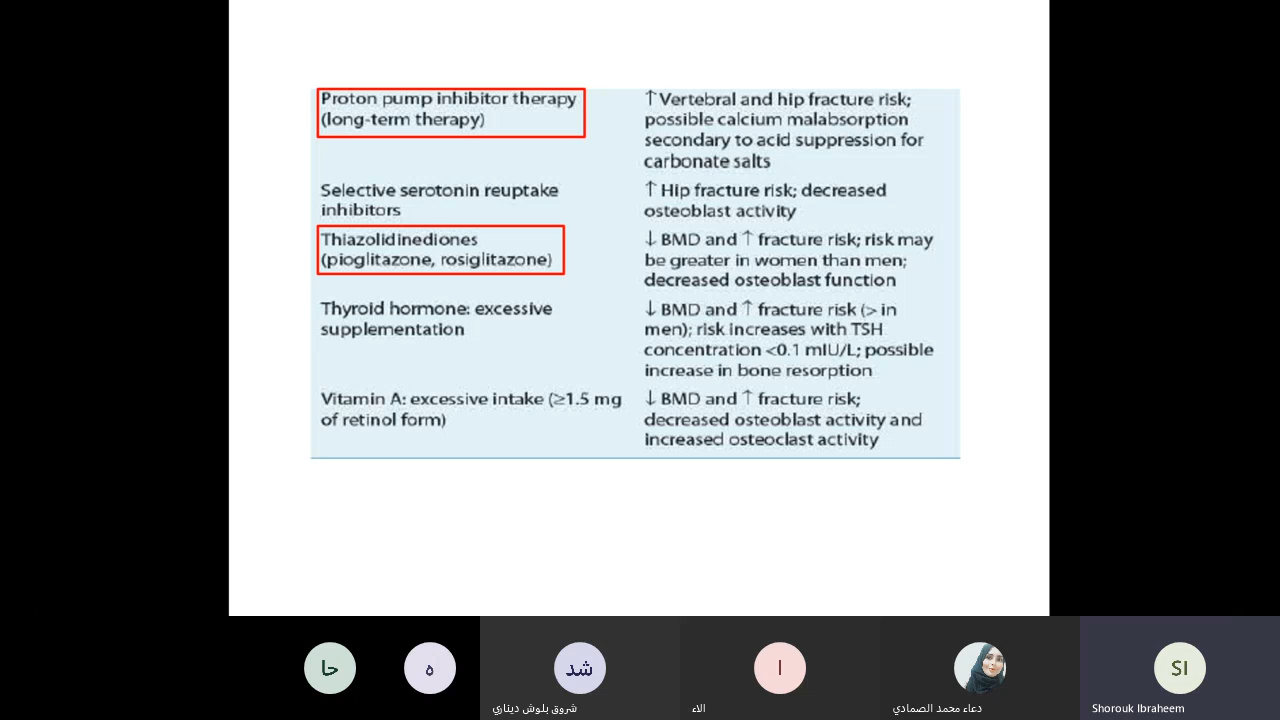 Proton pump inhibitor therapy
(long-term therapy)
↑Vertebral and hip fracture risk;
possible calcium malabsorption
secondary to acid suppression for
carbonate salts
Selective serotonin reuptake
inhibitors
↑Hip fracture risk; decreased
osteoblast activity
Thiazolidinediones
(pioglitazone, rosiglitazone)
↓ BMD and ↑ fracture risk; risk may
be greater in women than men;
decreased osteoblast function
Thyroid hormone: excessive
supplementation
↓ BMD and ↑ fracture risk (> in
men); risk increases with TSH
concentration <0.1 mIU/L; possible
increase in bone resorption
Vitamin A: excessive intake (≥1.5 mg
of retinol form)
↓ BMD and ↑ fracture risk;
decreased osteoblast activity and
increased osteoclast activity
حا
ه
شد
ا
SI
شروق بلوش ديناري
الاء
دعاء محمد الصمادي
Shorouk Ibraheem